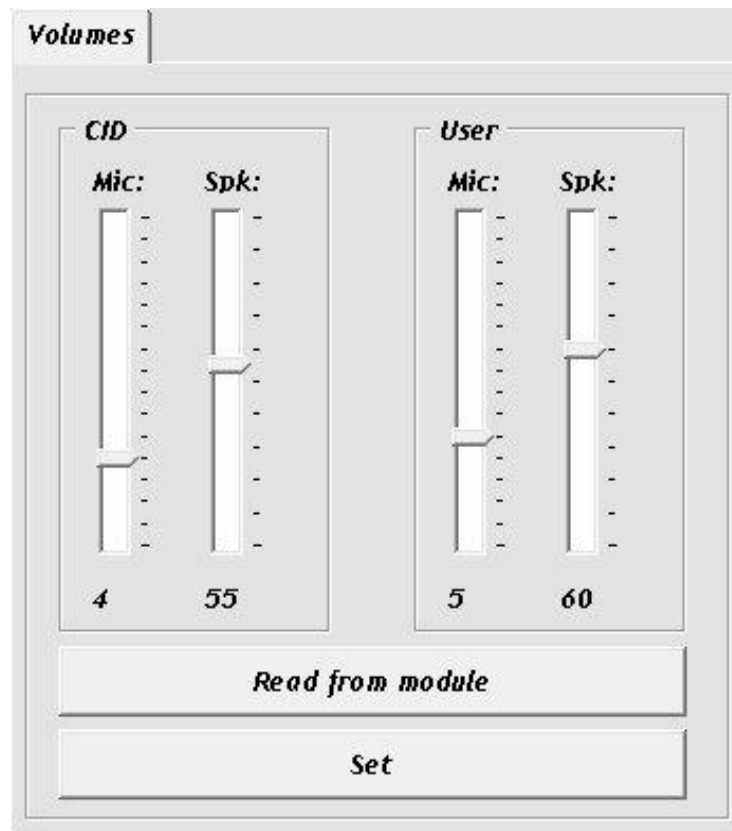 Volumes
CID
Mic: Spk:
4 55
User
Mic: Spk:
5 60
Read from module
Set